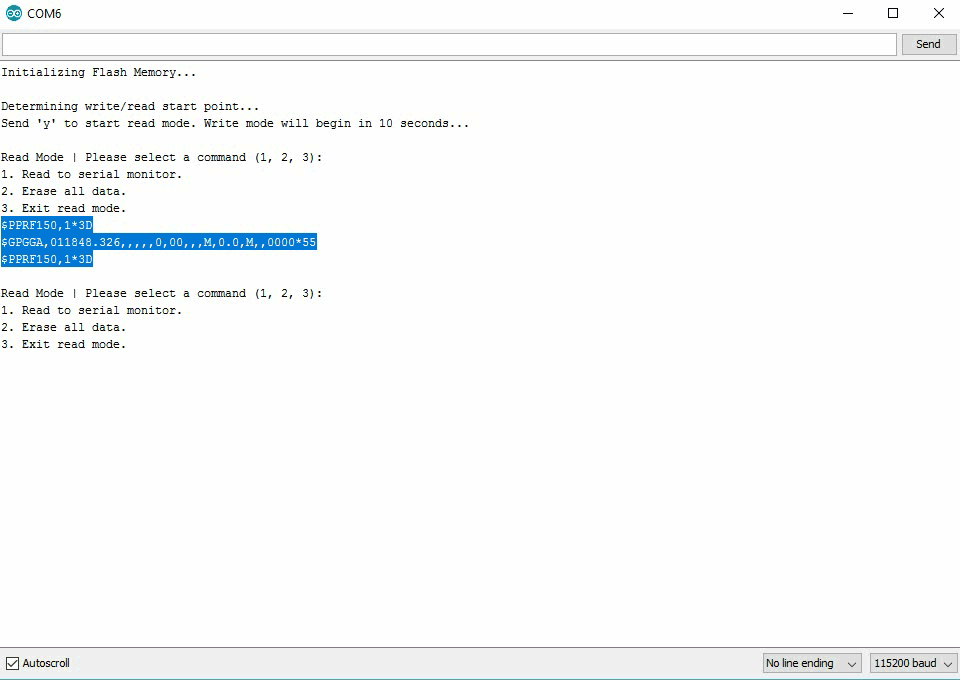 COM6
Send
Initializing Flash Memory...
Determining write/read start point...
Send 'y' to start read mode. Write mode will begin in 10 seconds...
Read Mode | Please select a command (1, 2, 3):
1. Read to serial monitor.
2. Erase all data.
3. Exit read mode.
$PPRF150,1*3D
$GPGGA,011848.326,,,,,0,00,,,M,0.0,M,,0000*55
$PPRF150,1*3D
Read Mode | Please select a command (1, 2, 3):
1. Read to serial monitor.
2. Erase all data.
3. Exit read mode.
Autoscroll
No line ending
115200 baud